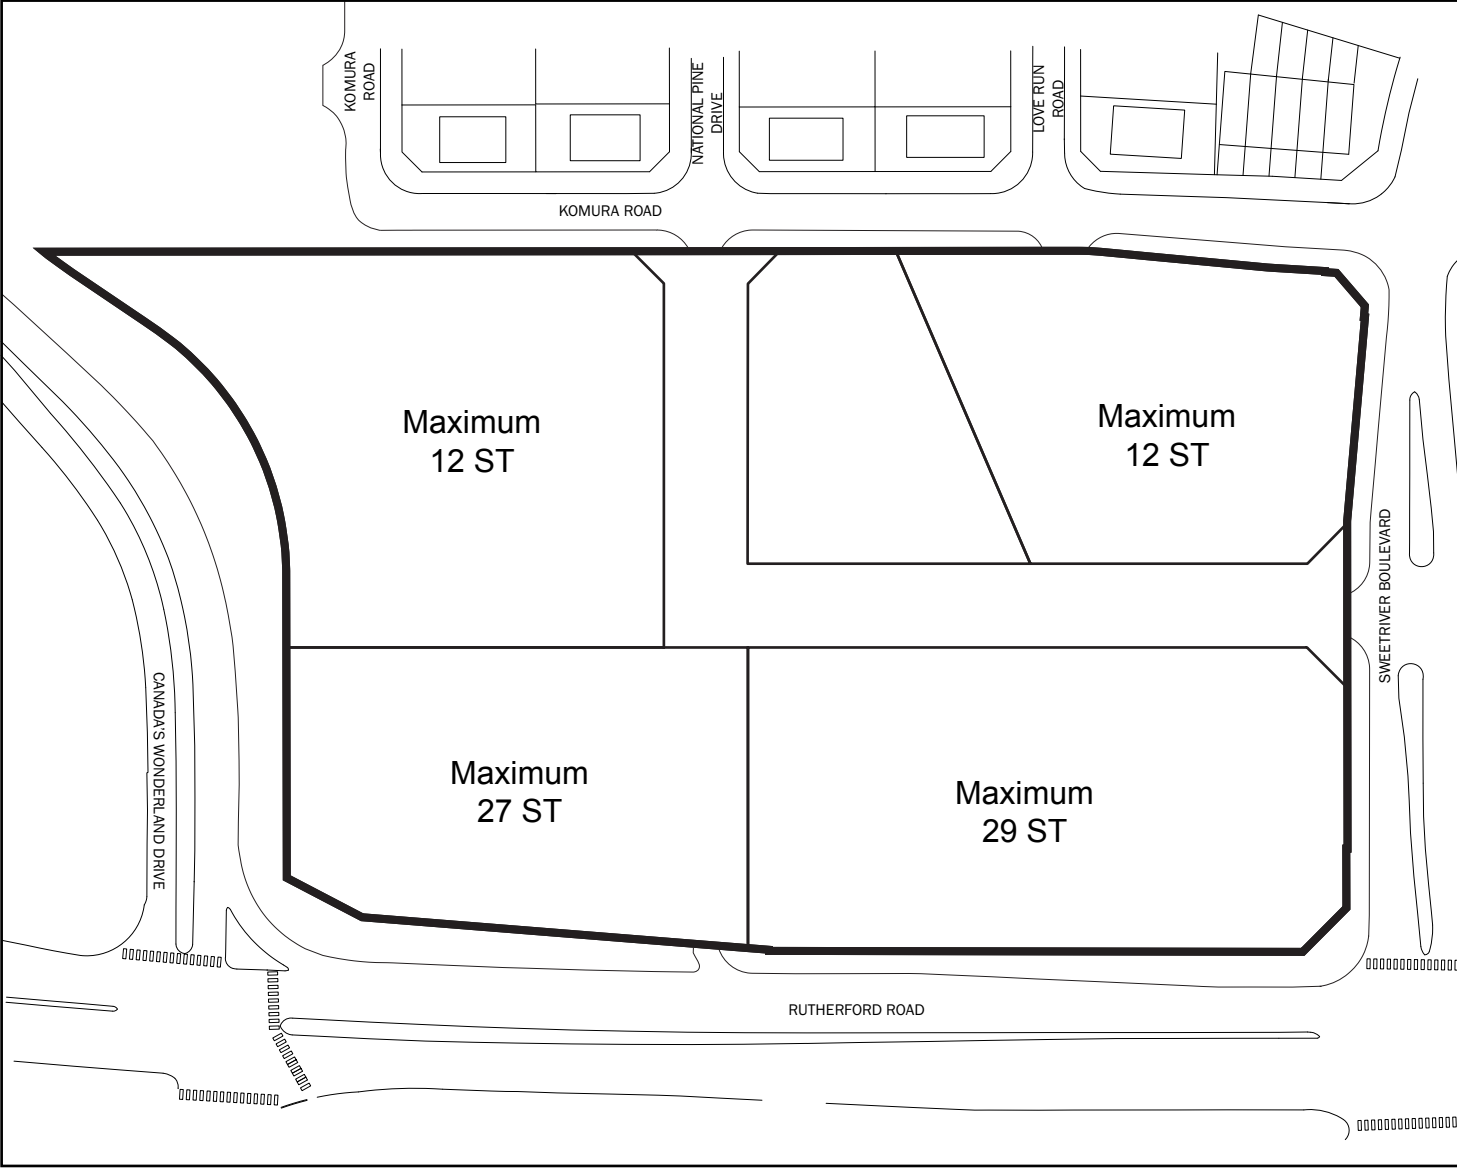 KOMURA
ROAD
NATIONAL PINE
DRIVE
LOVE RUN
ROAD
KOMURA ROAD
Maximum
12 ST
Maximum
12 ST
SWEETRIVER BOULEVARD
CANADA'S WONDERLAND DRIVE
Maximum
27 ST
Maximum
29 ST
RUTHERFORD ROAD